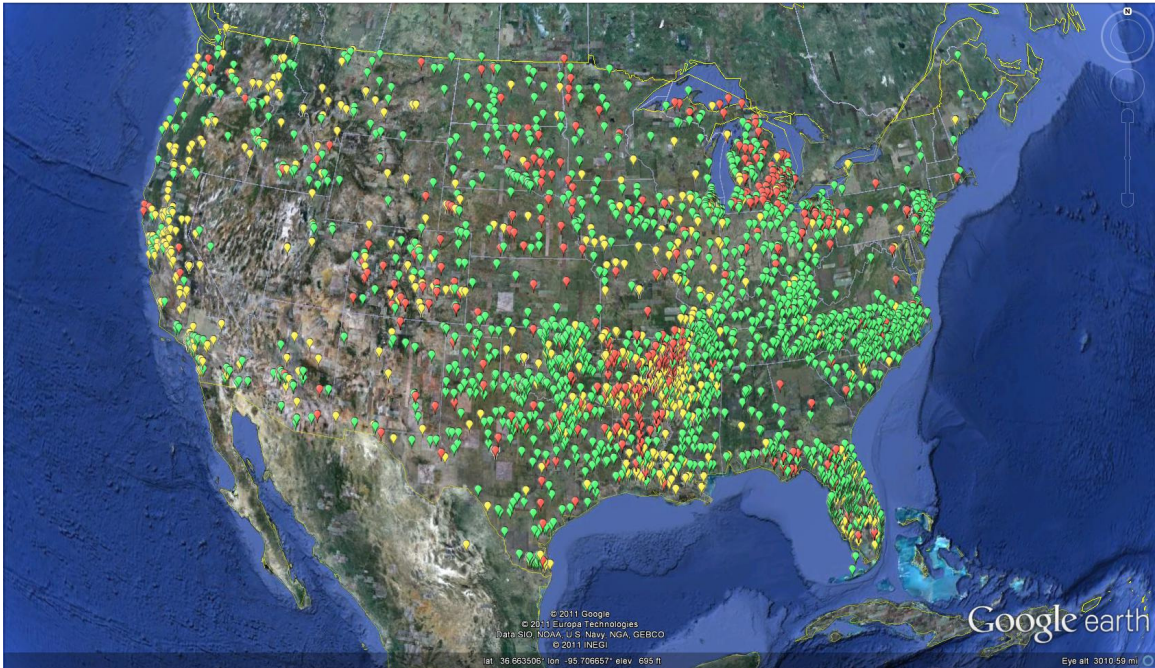 N
© 2011 Google
© 2011 Europa Technologies
Data SIO, NOAA, U.S. Navy, NGA, GEBCO
© 2011 INEGI
Google earth
lat 36.663506° lon -95.706657° elev 695 ft
Eye alt 3010.59 mi